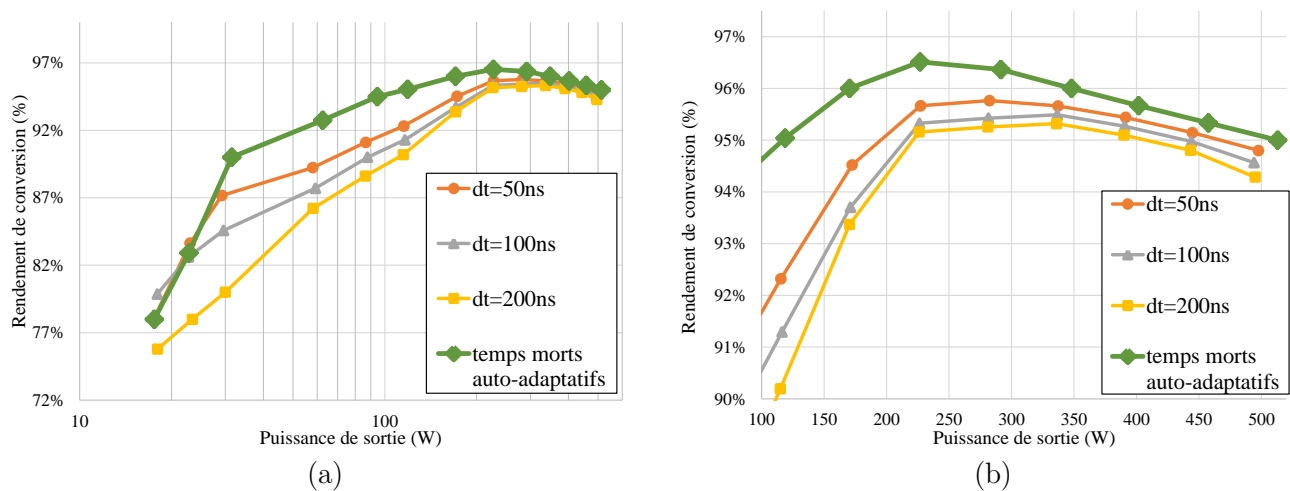 Rendement de conversion (%)
97%
92%
87%
82%
77%
72%
10
100
Puissance de sortie (W)
dt=50ns
dt=100ns
dt=200ns
temps morts
auto-adaptatifs
(a)
Rendement de conversion (%)
97%
96%
95%
94%
93%
92%
91%
90%
100 150 200 250 300 350 400 450 500
Puissance de sortie (W)
dt=50ns
dt=100ns
dt=200ns
temps morts
auto-adaptatifs
(b)